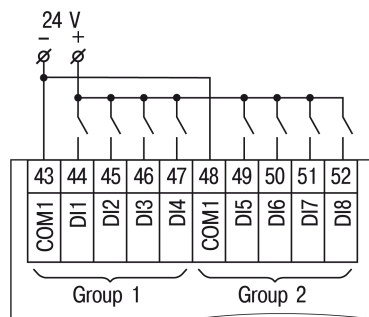 24 V
– +
43 44 45 46 47 48 49 50 51 52
COM1 DI1 DI2 DI3 DI4 COM1 DI5 DI6 DI7 DI8
Group 1 Group 2